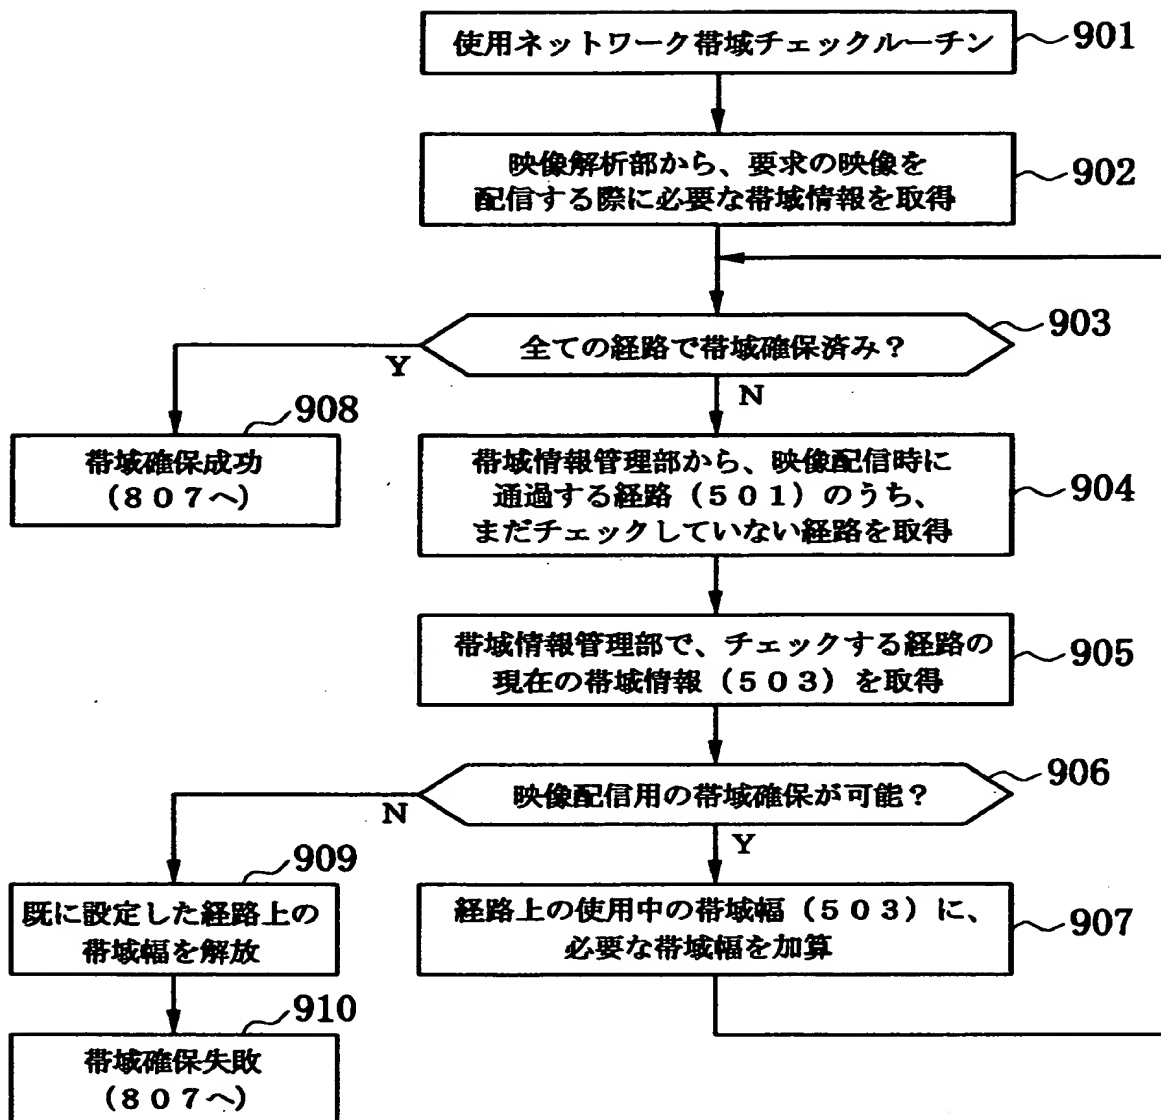 使用ネットワーク帯域チェックルーチン
901
映像解析部から、要求の映像を
配信する際に必要な帯域情報を取得
902
全ての経路で帯域確保済み？
903
Y
N
908
帯域確保成功
(807へ)
帯域情報管理部から、映像配信時に
通過する経路(501)のうち、
まだチェックしていない経路を取得
904
帯域情報管理部で、チェックする経路の
現在の帯域情報(503)を取得
905
映像配信用の帯域確保が可能？
906
N
Y
909
既に設定した経路上の
帯域幅を解放
経路上の使用中の帯域幅(503)に、
必要な帯域幅を加算
907
910
帯域確保失敗
(807へ)